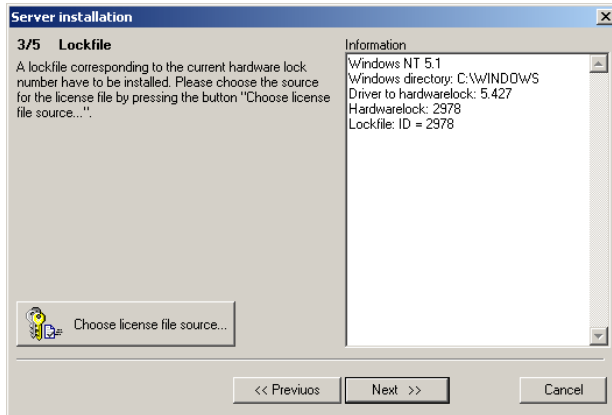 Server installation
3/5 Lockfile
A lockfile corresponding to the current hardware lock
number have to be installed. Please choose the source
for the license file by pressing the button "Choose license
file source...".
Information
Windows NT 5.1
Windows directory: C:\WINDOWS
Driver to hardwarelock: 5.427
Hardwarelock: 2978
Lockfile: ID = 2978
Choose license file source...
<< Previuos
Next >>
Cancel